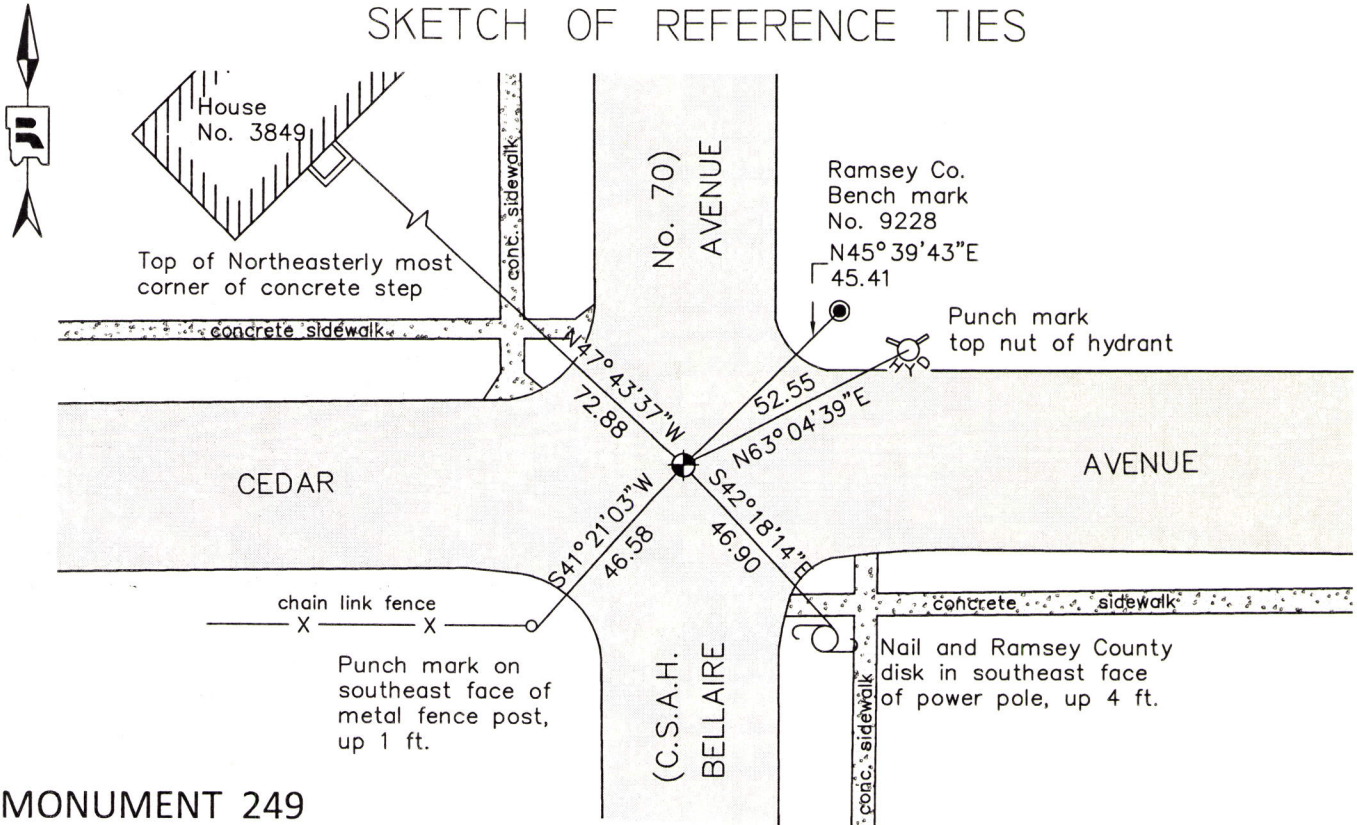 SKETCH OF REFERENCE TIES
House
No. 3849
conc. sidewalk
No. 70)
AVENUE
Ramsey Co.
Bench mark
No. 9228
N45°39'43"E
45.41
Top of Northeasterly most
corner of concrete step
concrete sidewalk
Punch mark
top nut of hydrant
HYD
N47°43'37"W
72.88
52.55
N63°04'39"E
CEDAR
AVENUE
S41°21'03"W
46.58
S42°18'14"E
46.90
chain link fence
X X
concrete sidewalk
Punch mark on
southeast face of
metal fence post,
up 1 ft.
(C.S.A.H.
BELLAIRE
Nail and Ramsey County
disk in southeast face
of power pole, up 4 ft.
conc. sidewalk
MONUMENT 249